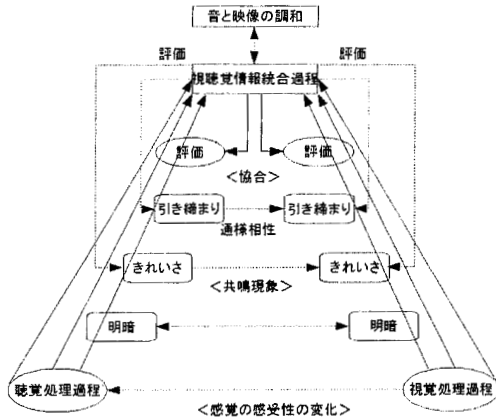 音と映像の調和
評価 評価
視聴覚情報統合過程
評価 評価
<協合>
引き締まり 引き締まり
通様相性
きれいさ きれいさ
<共鳴現象>
明暗 明暗
聴覚処理過程 視覚処理過程
<感覚の感受性の変化>